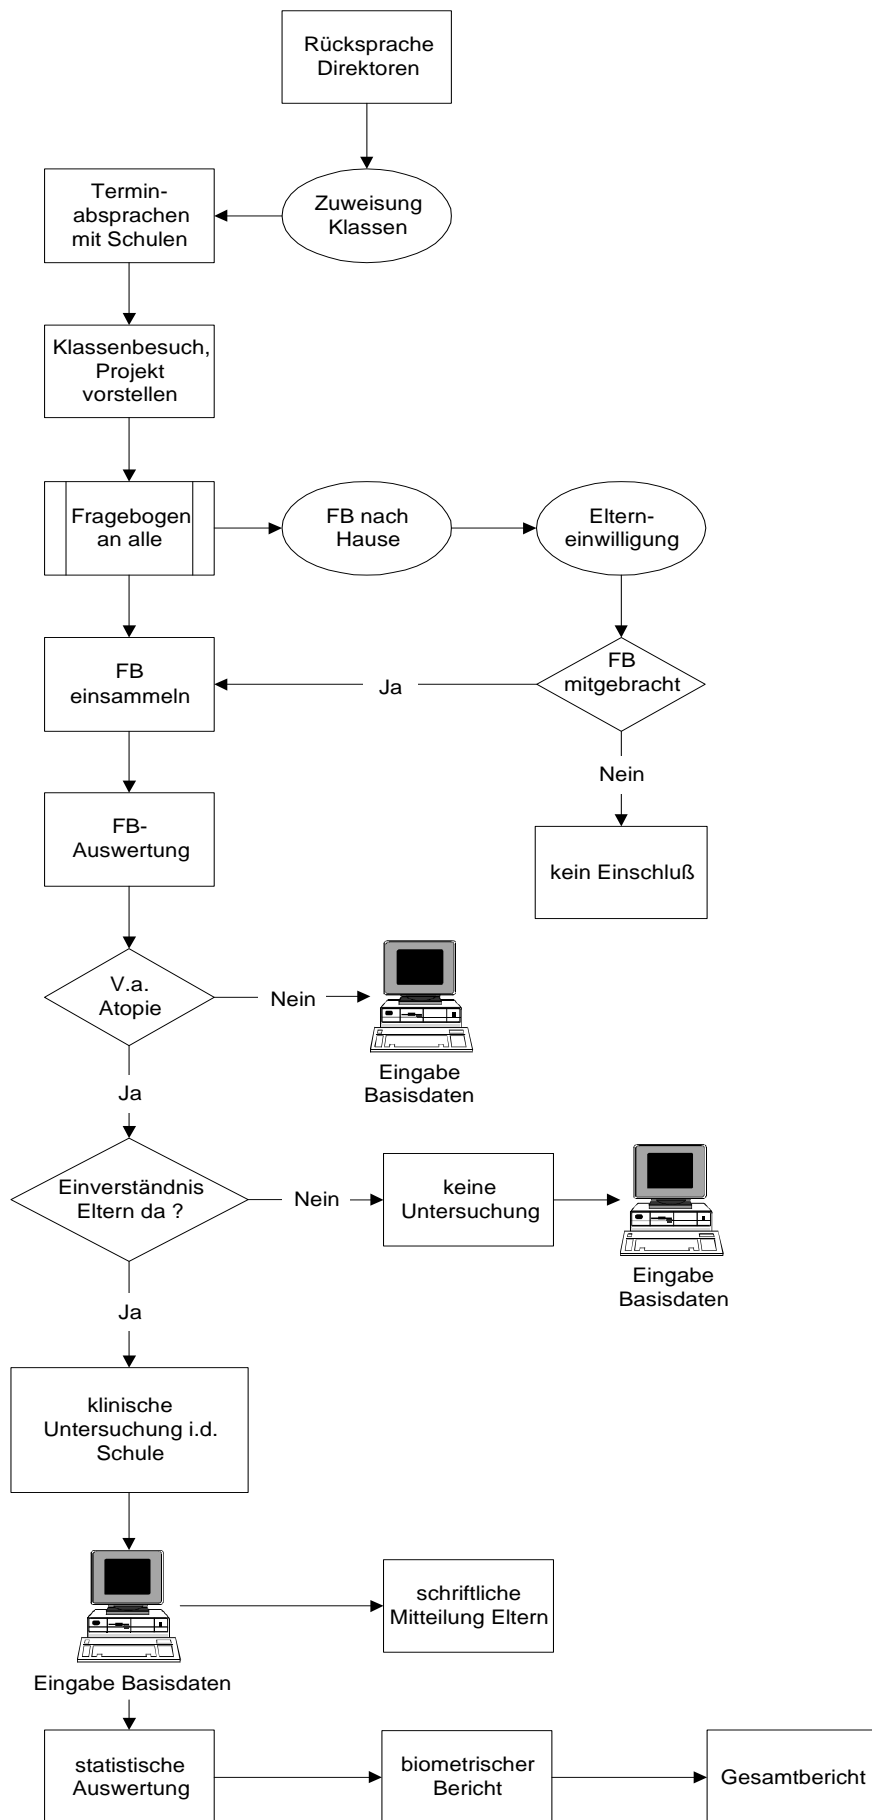 Rücksprache
Direktoren
Zuweisung
Klassen
Termin-
absprachen
mit Schulen
Klassenbesuch,
Projekt
vorstellen
Fragebogen
an alle
FB nach
Hause
Eltern-
einwilligung
FB
mitgebracht
Ja
FB
einsammeln
Nein
kein Einschluß
FB-
Auswertung
V.a.
Atopie
Nein
Eingabe
Basisdaten
Ja
Einverständnis
Eltern da ?
Nein
keine
Untersuchung
Eingabe
Basisdaten
Ja
klinische
Untersuchung i.d.
Schule
Eingabe Basisdaten
schriftliche
Mitteilung Eltern
statistische
Auswertung
biometrischer
Bericht
Gesamtbericht